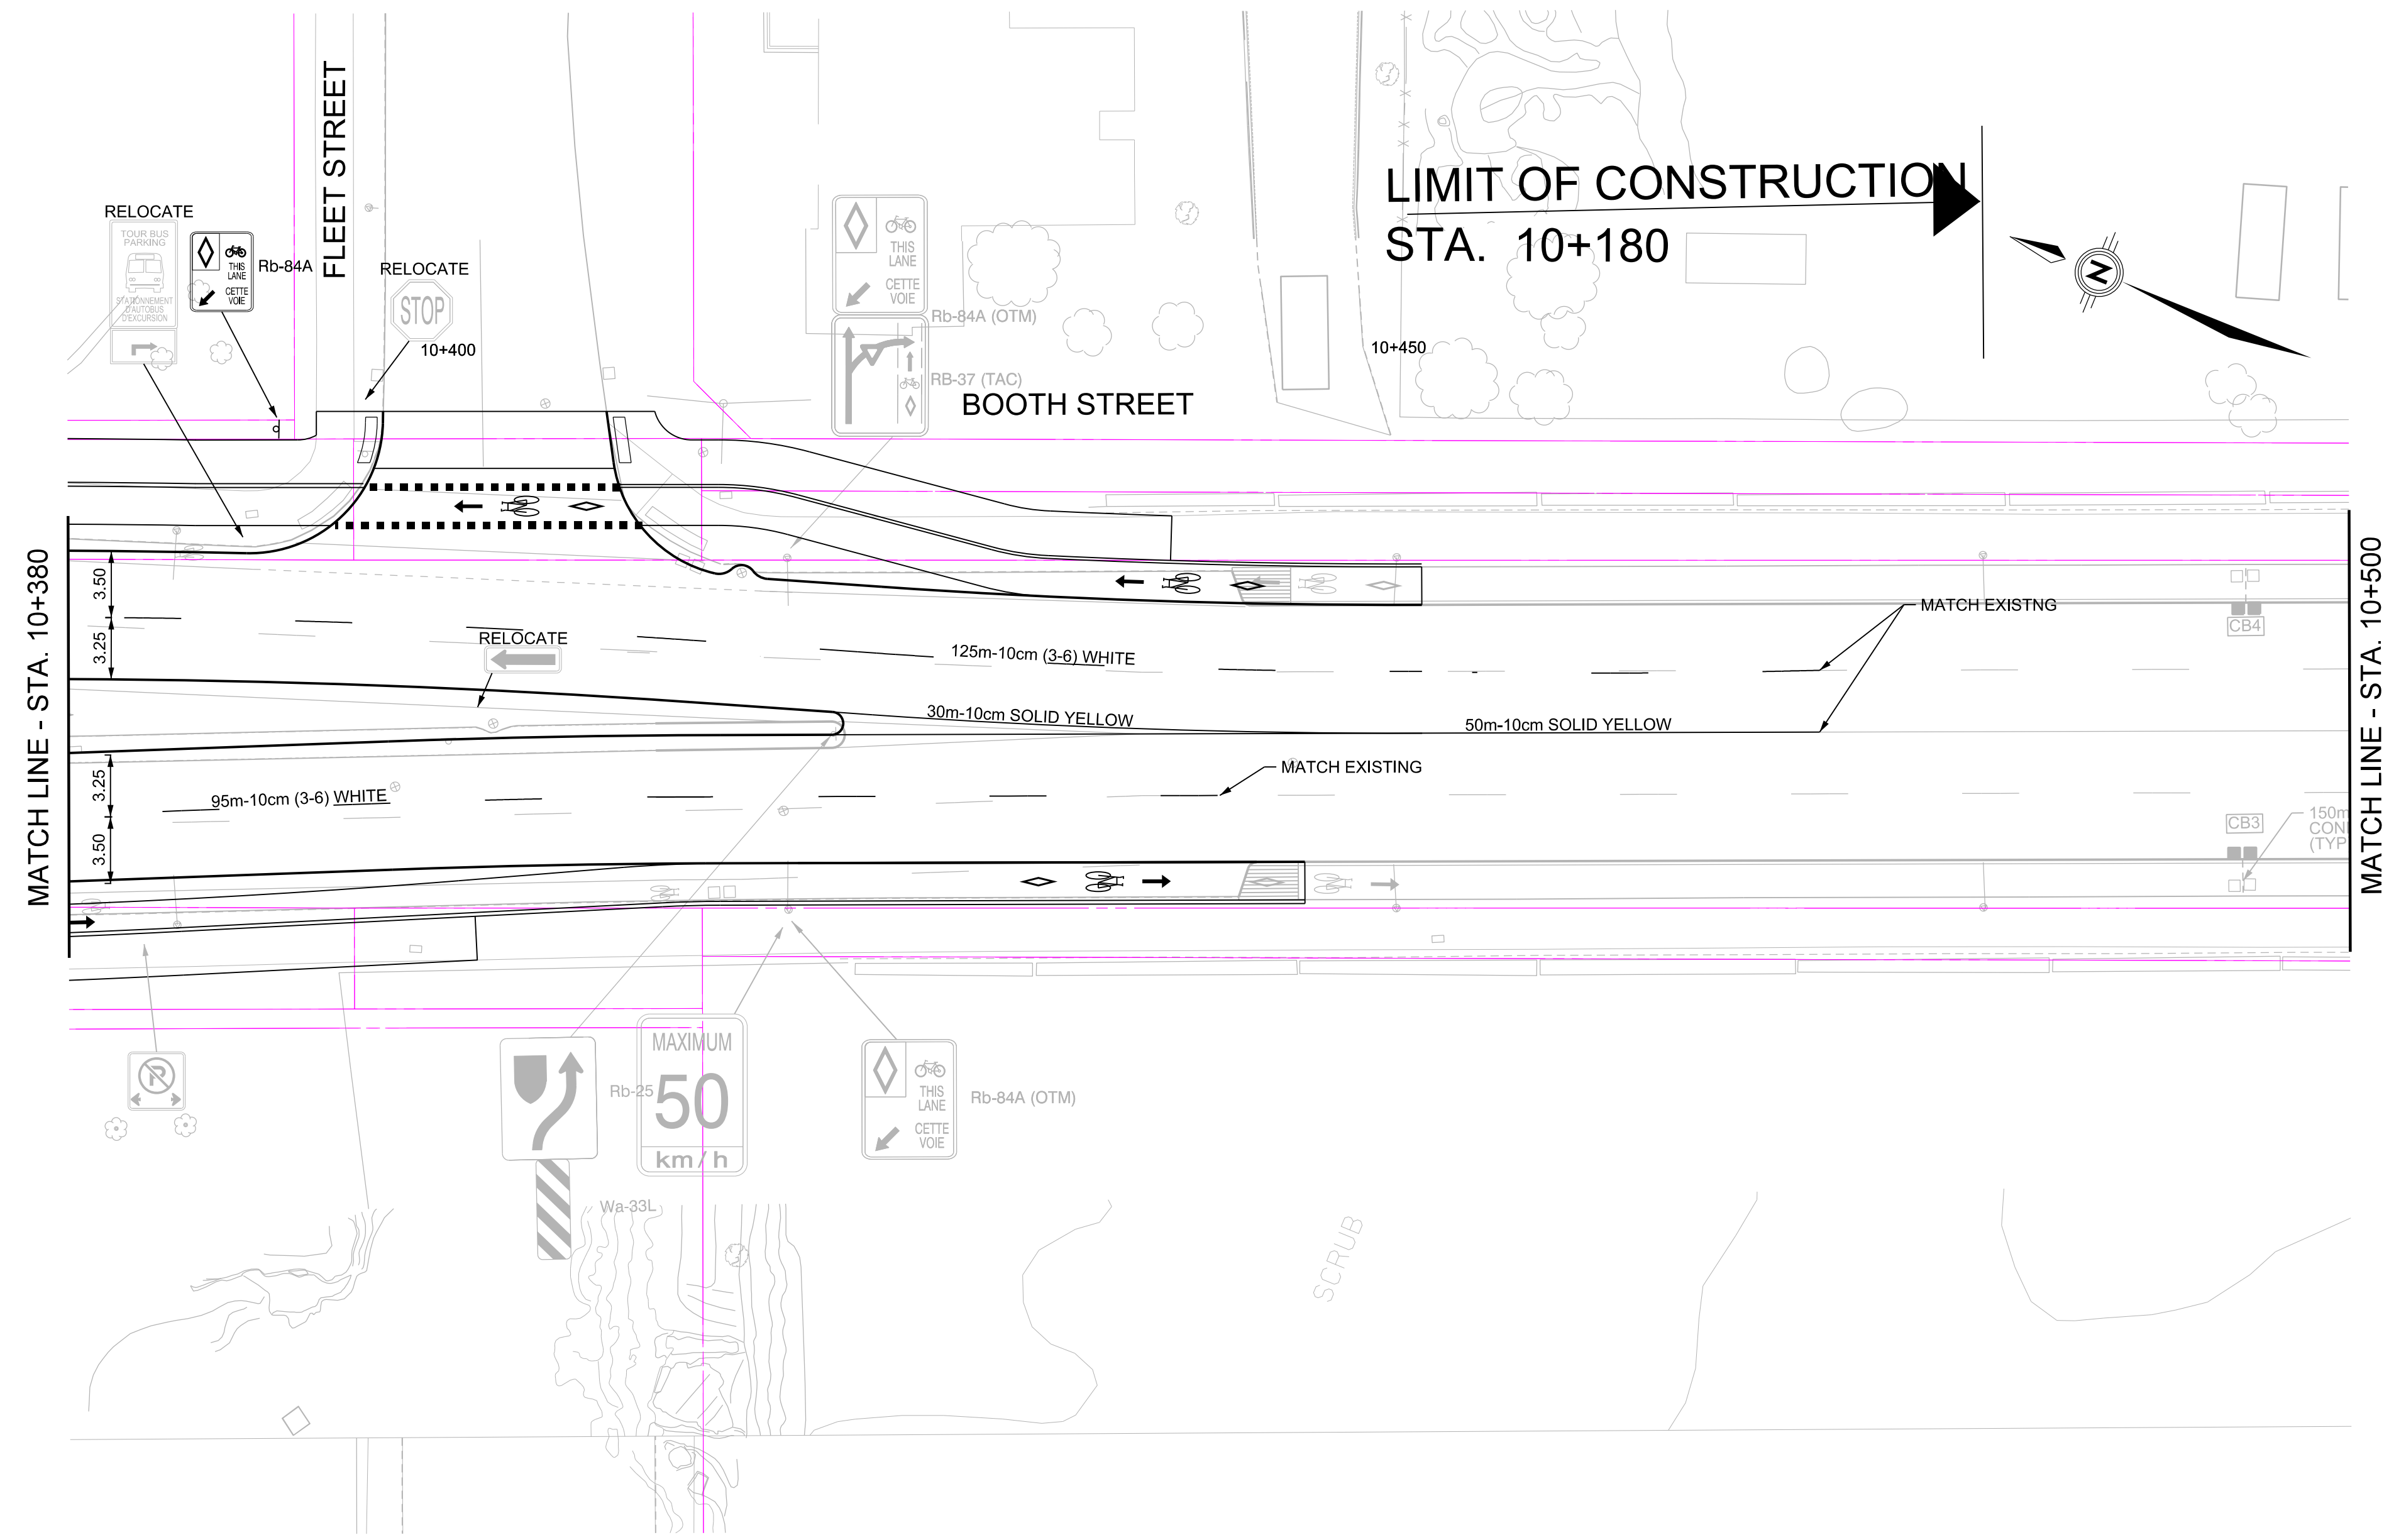 FLEET STREET
RELOCATE
TOUR BUS
PARKING
STATIONNEMENT
D'AUTOBUS
D'EXCURSION
THIS
LANE
CETTE
VOIE
Rb-84A
RELOCATE
STOP
10+400
THIS
LANE
CETTE
VOIE
Rb-84A (OTM)
RB-37 (TAC)
BOOTH STREET
LIMIT OF CONSTRUCTION
STA. 10+180
N
10+450
MATCH LINE - STA. 10+380
3.50
3.25
RELOCATE
125m-10cm (3-6) WHITE
MATCH EXISTNG
CB4
MATCH LINE - STA. 10+500
30m-10cm SOLID YELLOW
50m-10cm SOLID YELLOW
3.25
3.50
95m-10cm (3-6) WHITE
MATCH EXISTING
CB3
150m
CON
(TYP
P
Rb-25
Wa-33L
MAXIMUM
50
km/h
THIS
LANE
CETTE
VOIE
Rb-84A (OTM)
SCRUB